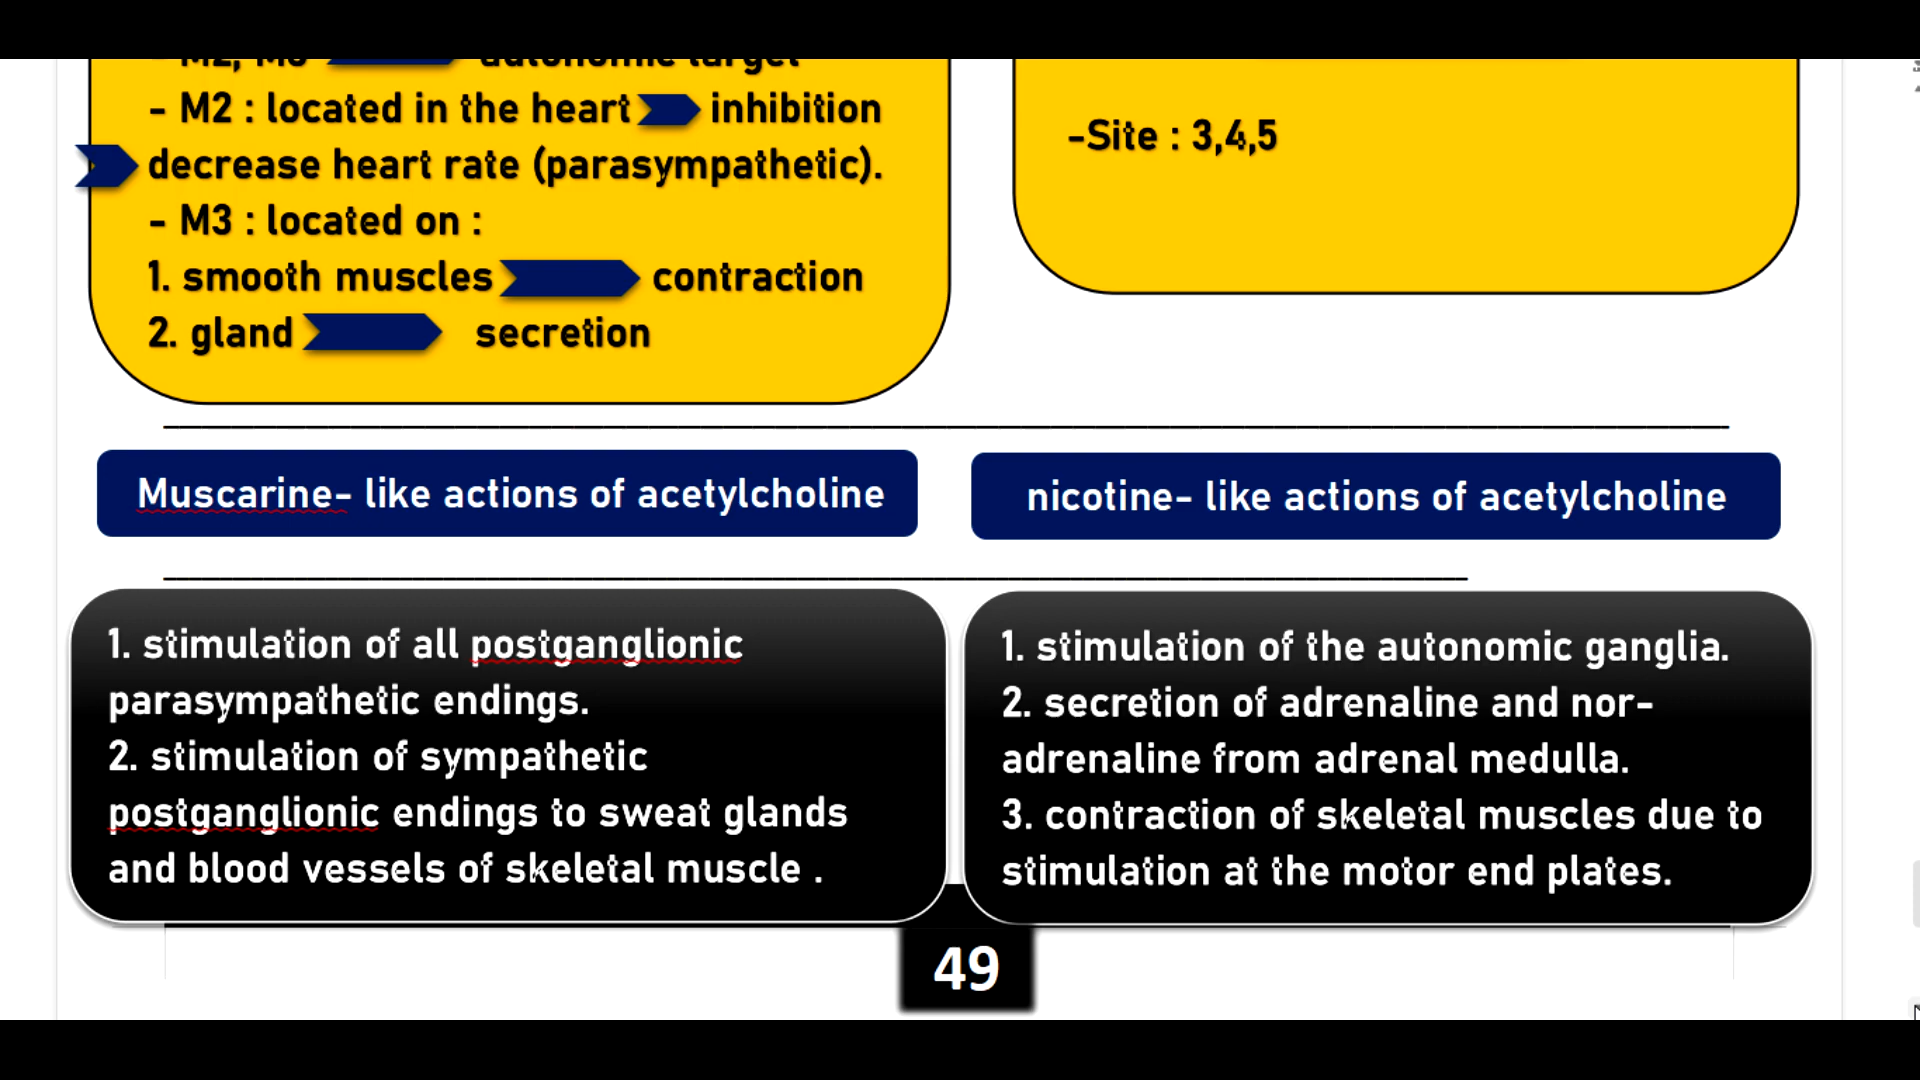 - M2, M3 autonomic target
- M2 : located in the heart inhibition
decrease heart rate (parasympathetic).
- M3 : located on :
1. smooth muscles contraction
2. gland secretion
-Site : 3,4,5
Muscarine- like actions of acetylcholine
nicotine- like actions of acetylcholine
1. stimulation of all postganglionic
parasympathetic endings.
2. stimulation of sympathetic
postganglionic endings to sweat glands
and blood vessels of skeletal muscle .
1. stimulation of the autonomic ganglia.
2. secretion of adrenaline and nor-
adrenaline from adrenal medulla.
3. contraction of skeletal muscles due to
stimulation at the motor end plates.
49